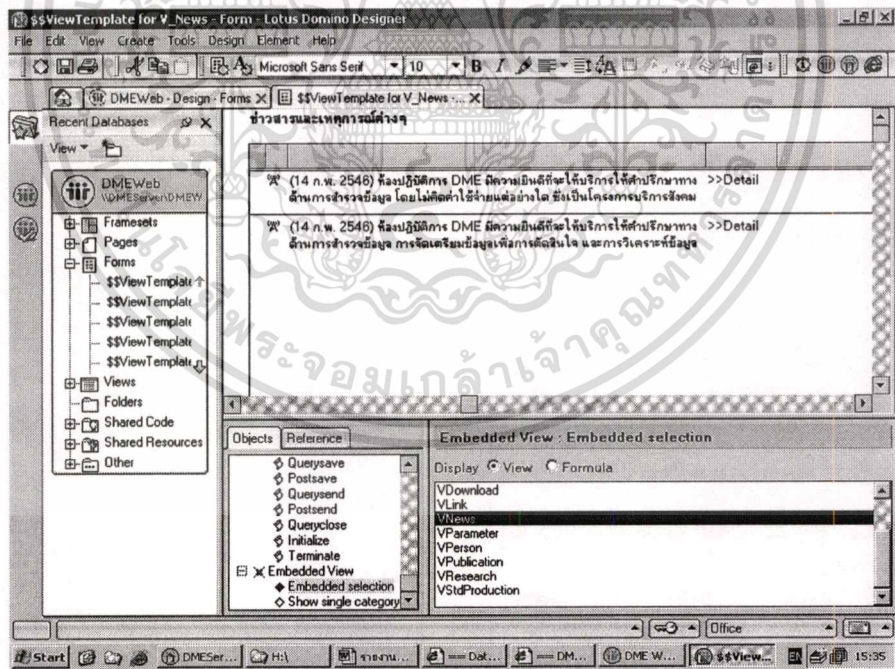 $$ViewTemplate for V_News - Form - Lotus Domino Designer
File Edit View Create Tools Design Element Help
Microsoft Sans Serif 10 B I
DMEWeb - Design - Forms $$ViewTemplate for V_News -...
Recent Databases
View
DMEWeb
\\DMEServer\DMEW
Framesets
Pages
Forms
$$ViewTemplate
$$ViewTemplate
$$ViewTemplate
$$ViewTemplate
$$ViewTemplate
Views
Folders
Shared Code
Shared Resources
Other
ข่าวสารและเหตุการณ์ต่างๆ
(14 ก.พ. 2546) ห้องปฏิบัติการ DME มีความยินดีที่จะให้บริการให้คำปรึกษาทาง >>Detail
ด้านการสำรวจข้อมูล โดยไม่คิดค่าใช้จ่ายแต่อย่างใด ซึ่งเป็นโครงการบริการสังคม
(14 ก.พ. 2546) ห้องปฏิบัติการ DME มีความยินดีที่จะให้บริการให้คำปรึกษาทาง >>Detail
ด้านการสำรวจข้อมูล การจัดเตรียมข้อมูลเพื่อการตัดสินใจ และการวิเคราะห์ข้อมูล
Objects Reference
Querysave
Postsave
Querysend
Postsend
Queryclose
Initialize
Terminate
Embedded View
Embedded selection
Show single category
Embedded View : Embedded selection
Display View Formula
VDownload
VLink
VNews
VParameter
VPerson
VPublication
VResearch
VStdProduction
Office
Start DMESer... H:\ รายงาน... == Dat... == DM... DME W... $$View... EN 15:35